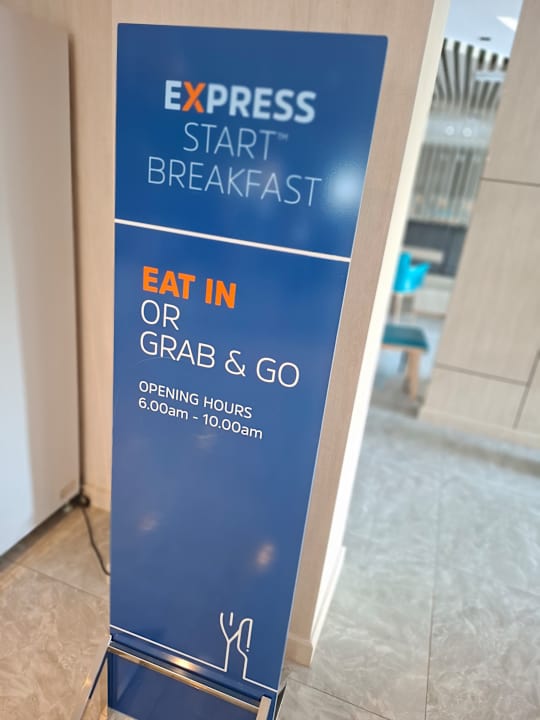 EXPRESS
START™
BREAKFAST
EAT IN
OR
GRAB & GO
OPENING HOURS
6.00am - 10.00am